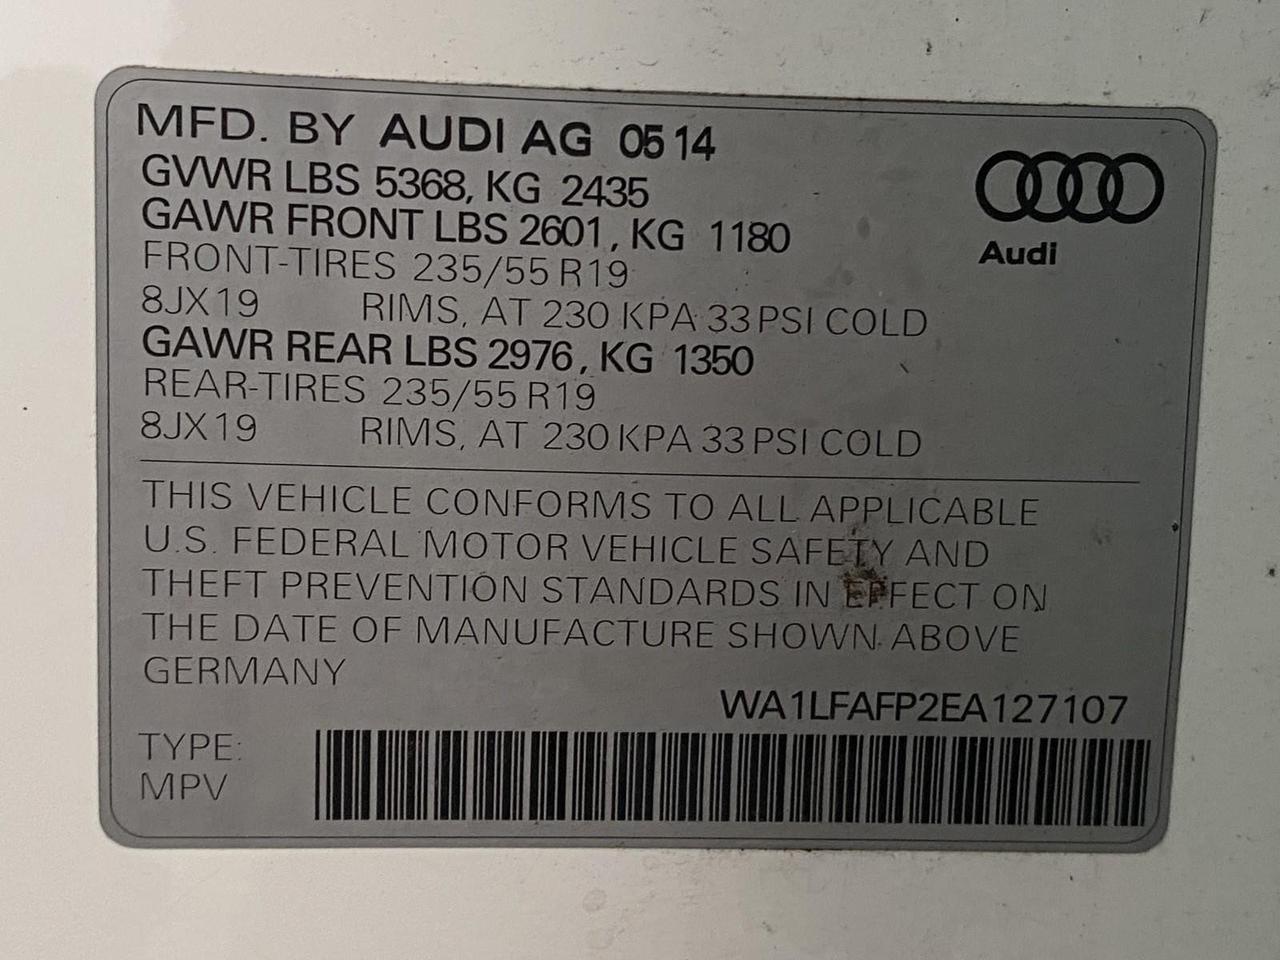 MFD. BY AUDI AG 05 14
GVWR LBS 5368, KG 2435
GAWR FRONT LBS 2601, KG 1180
FRONT-TIRES 235/55 R19
8JX19 RIMS, AT 230 KPA 33 PSI COLD
GAWR REAR LBS 2976, KG 1350
REAR-TIRES 235/55 R19
8JX19 RIMS, AT 230 KPA 33 PSI COLD
Audi
THIS VEHICLE CONFORMS TO ALL APPLICABLE
U.S. FEDERAL MOTOR VEHICLE SAFETY AND
THEFT PREVENTION STANDARDS IN EFFECT ON
THE DATE OF MANUFACTURE SHOWN ABOVE
GERMANY
WA1LFAFP2EA127107
TYPE:
MPV